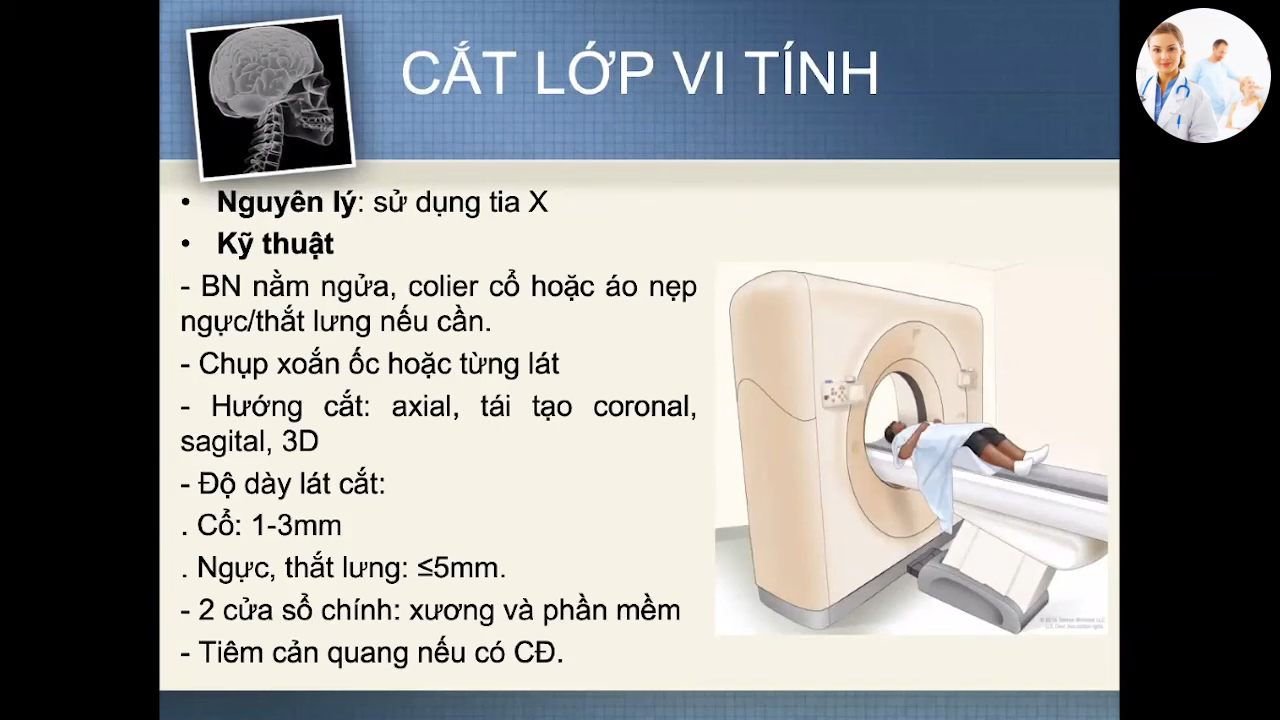 CẮT LỚP VI TÍNH
• Nguyên lý: sử dụng tia X
• Kỹ thuật
- BN nằm ngửa, colier cổ hoặc áo nẹp
ngực/thắt lưng nếu cần.
- Chụp xoắn ốc hoặc từng lát
- Hướng cắt: axial, tái tạo coronal,
sagital, 3D
- Độ dày lát cắt:
. Cổ: 1-3mm
. Ngực, thắt lưng: ≤5mm.
- 2 cửa sổ chính: xương và phần mềm
- Tiêm cản quang nếu có CĐ.